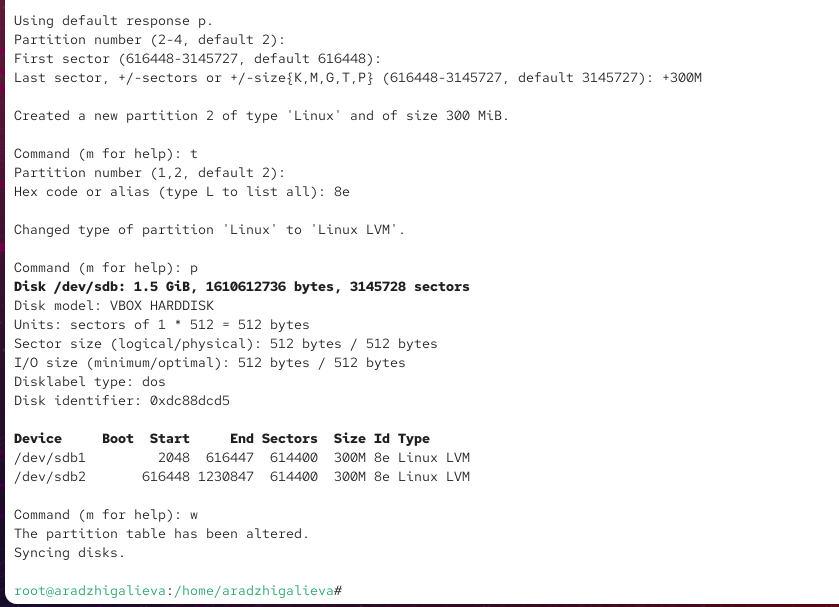 Using default response p.
Partition number (2-4, default 2):
First sector (616448-3145727, default 616448):
Last sector, +/-sectors or +/-size{K,M,G,T,P} (616448-3145727, default 3145727): +300M
Created a new partition 2 of type 'Linux' and of size 300 MiB.
Command (m for help): t
Partition number (1,2, default 2):
Hex code or alias (type L to list all): 8e
Changed type of partition 'Linux' to 'Linux LVM'.
Command (m for help): p
Disk /dev/sdb: 1.5 GiB, 1610612736 bytes, 3145728 sectors
Disk model: VBOX HARDDISK
Units: sectors of 1 * 512 = 512 bytes
Sector size (logical/physical): 512 bytes / 512 bytes
I/O size (minimum/optimal): 512 bytes / 512 bytes
Disklabel type: dos
Disk identifier: 0xdc88dcd5
Device     Boot  Start     End Sectors  Size Id Type
/dev/sdb1         2048  616447  614400  300M 8e Linux LVM
/dev/sdb2       616448 1230847  614400  300M 8e Linux LVM
Command (m for help): w
The partition table has been altered.
Syncing disks.
root@aradzhigalieva:/home/aradzhigalieva#